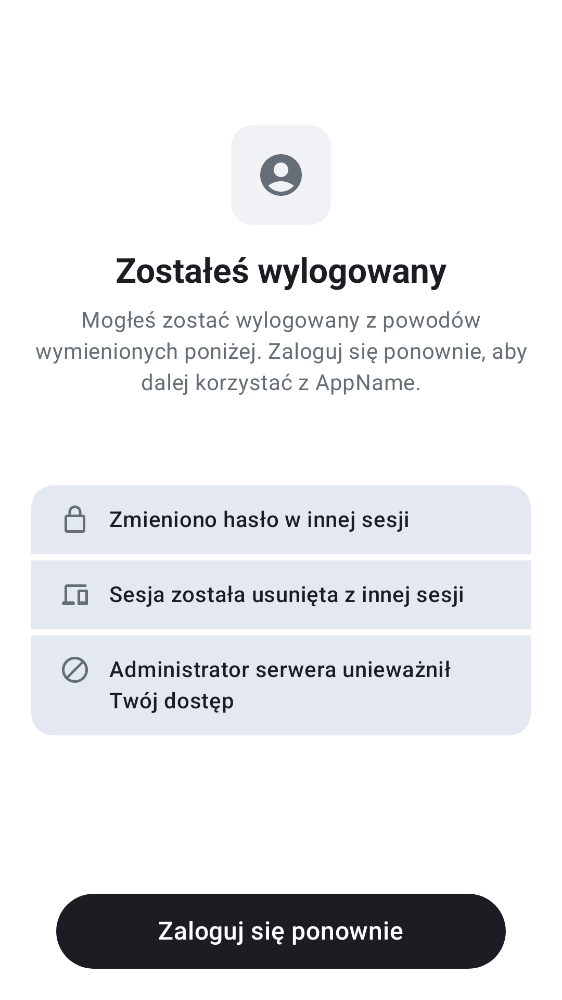 Zostałeś wylogowany
Mogłeś zostać wylogowany z powodów
wymienionych poniżej. Zaloguj się ponownie, aby
dalej korzystać z AppName.
Zmieniono hasło w innej sesji
Sesja została usunięta z innej sesji
Administrator serwera unieważnił
Twój dostęp
Zaloguj się ponownie